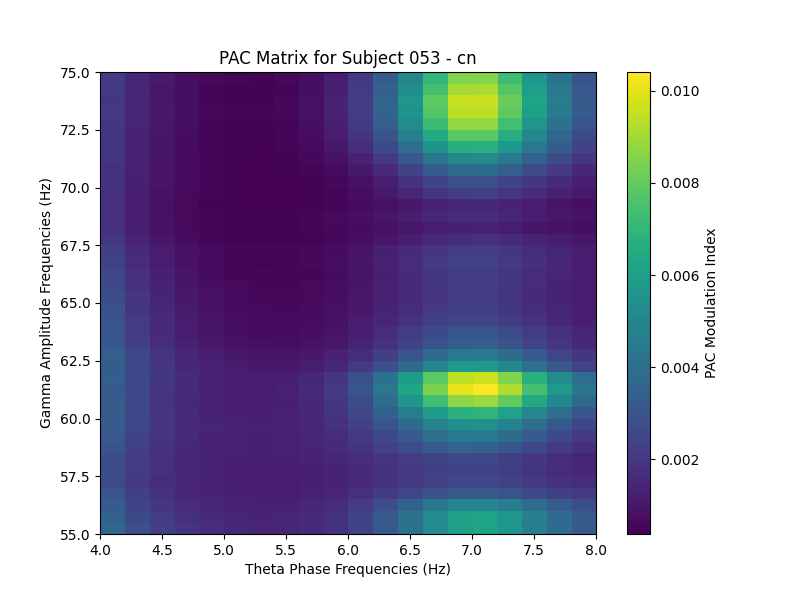 PAC Matrix for Subject 053 - cn
75.0
72.5
70.0
67.5
65.0
62.5
60.0
57.5
55.0
Gamma Amplitude Frequencies (Hz)
4.0 4.5 5.0 5.5 6.0 6.5 7.0 7.5 8.0
Theta Phase Frequencies (Hz)
0.010
0.008
0.006
0.004
0.002
PAC Modulation Index